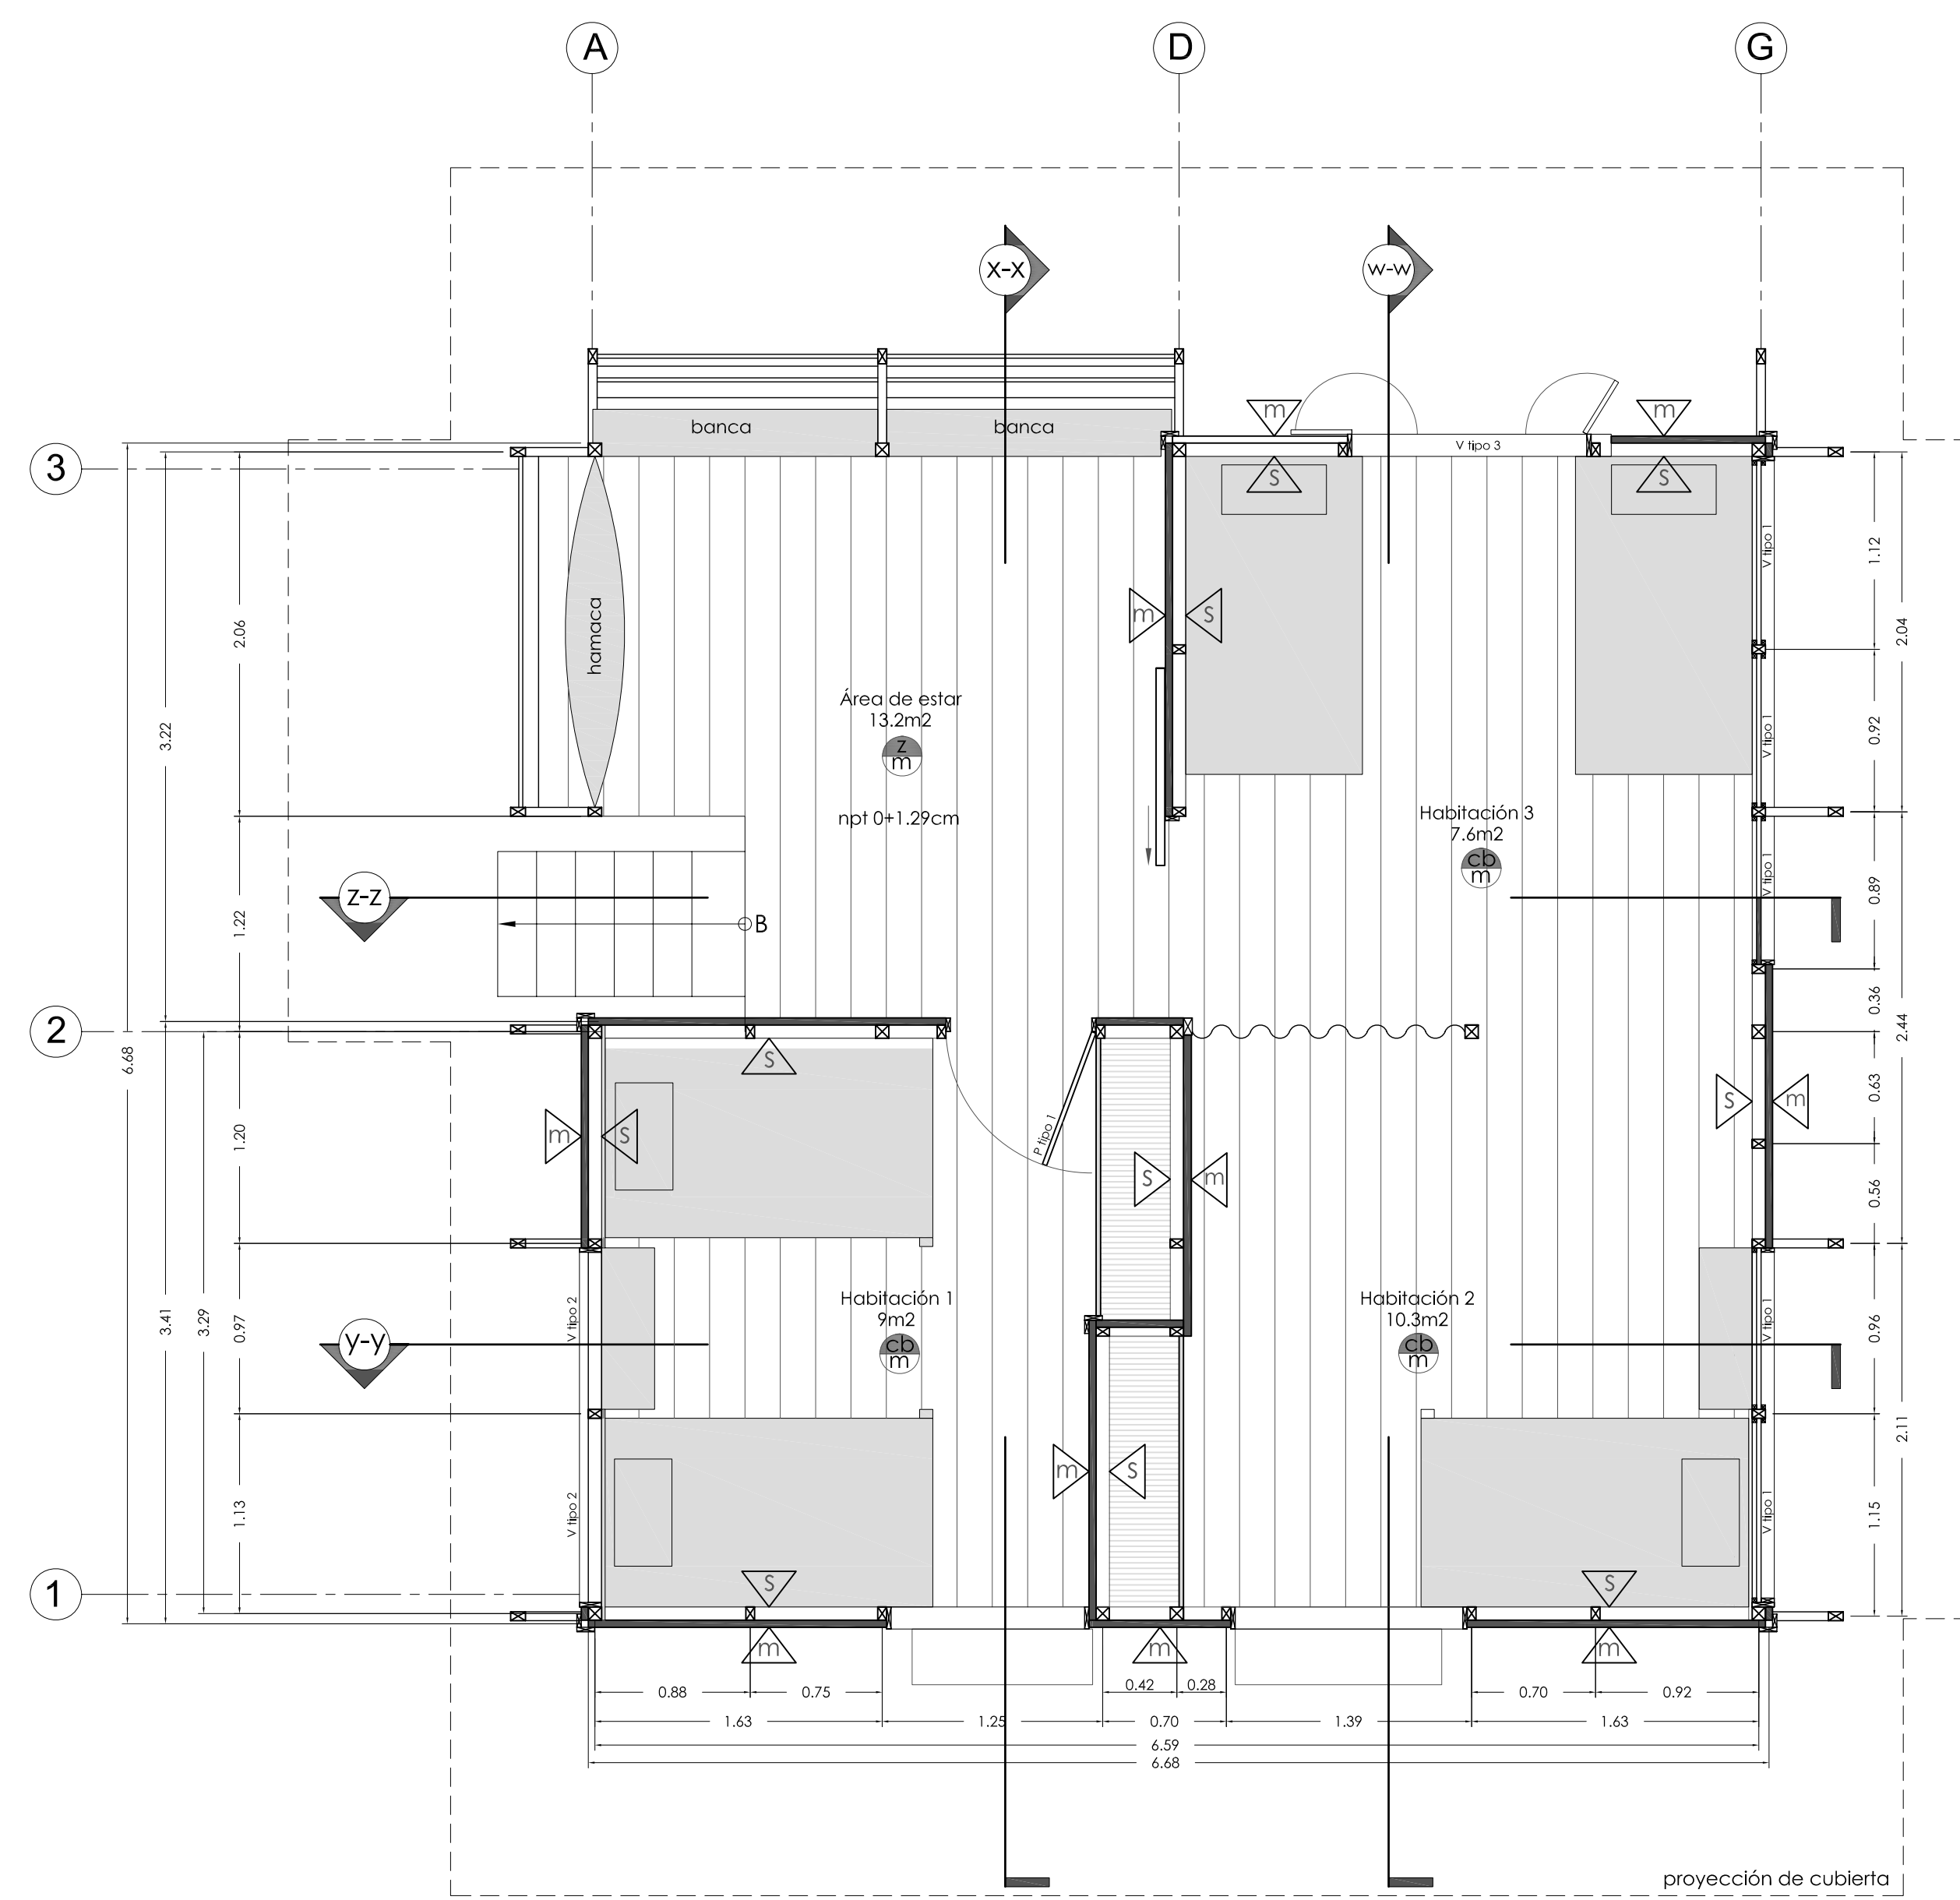 A
D
G
x-x
w-w
banca
banca
m
m
V tipo 3
3
s
s
V tipo 1
1.12
hamaca
2.06
m
s
2.04
Área de estar
13.2m2
z
m
npt 0+1.29cm
3.22
V tipo 1
0.92
Habitación 3
7.6m2
cb
m
V tipo 1
0.89
z-z
B
1.22
0.36
2
6.68
s
2.44
m
s
P tipo 1
s
m
s
m
0.63
1.20
0.56
Habitación 1
9m2
cb
m
Habitación 2
10.3m2
cb
m
V tipo 2
V tipo 1
3.41
3.29
0.97
0.96
y-y
2.11
m
s
V tipo 2
V tipo 1
1.13
1.15
1
s
s
m
m
m
0.88
0.75
0.42
0.28
0.70
0.92
1.63
1.25
0.70
1.39
1.63
6.59
6.68
proyección de cubierta